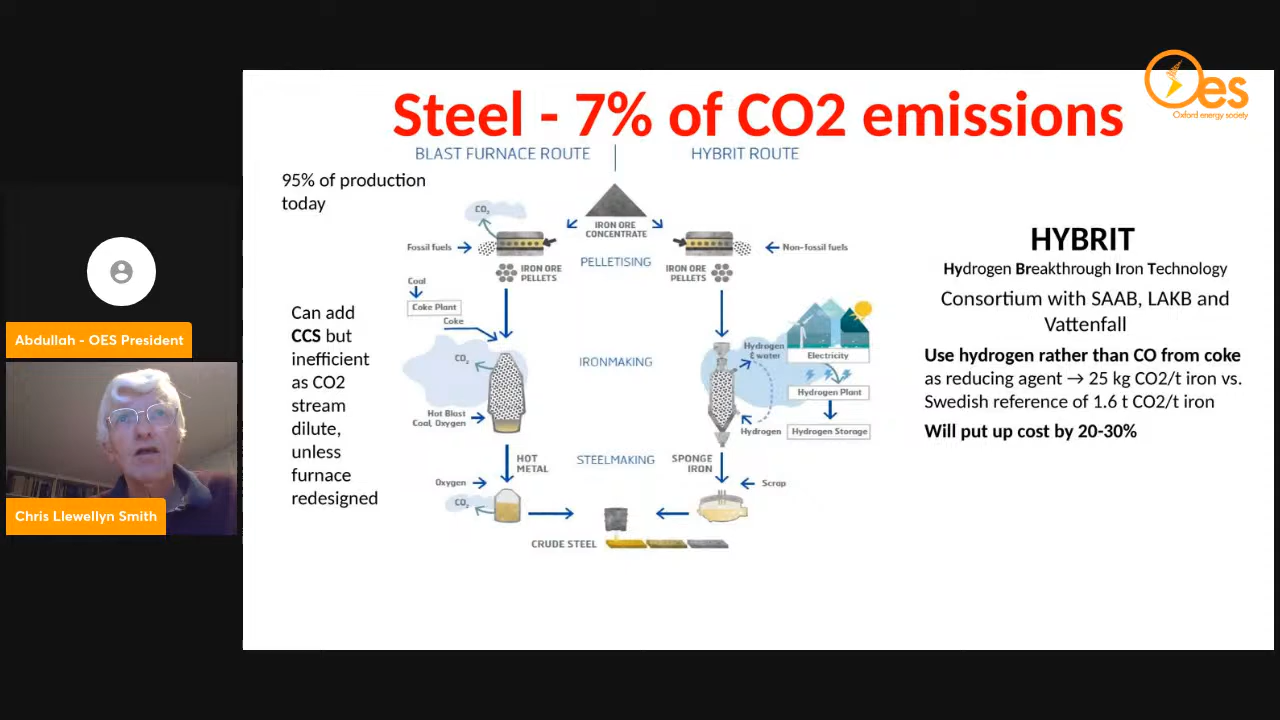 Oes
Oxford energy society
Steel - 7% of CO2 emissions
BLAST FURNACE ROUTE
HYBRIT ROUTE
95% of production
today
CO₂
IRON ORE
CONCENTRATE
Fossil fuels
Non-fossil fuels
PELLETISING
IRON ORE
PELLETS
IRON ORE
PELLETS
Coal
Coke Plant
Coke
Can add
CCS but
inefficient
as CO2
stream
dilute,
unless
furnace
redesigned
CO₂
IRONMAKING
Hot Blast
Coal, Oxygen
Hydrogen
& water
Electricity
Hydrogen Plant
Hydrogen
Hydrogen Storage
HOT
METAL
STEELMAKING
SPONGE
IRON
Oxygen
Scrap
CO₂
CRUDE STEEL
HYBRIT
Hydrogen Breakthrough Iron Technology
Consortium with SAAB, LAKB and
Vattenfall
Use hydrogen rather than CO from coke
as reducing agent → 25 kg CO2/t iron vs.
Swedish reference of 1.6 t CO2/t iron
Will put up cost by 20-30%
Abdullah - OES President
Chris Llewellyn Smith